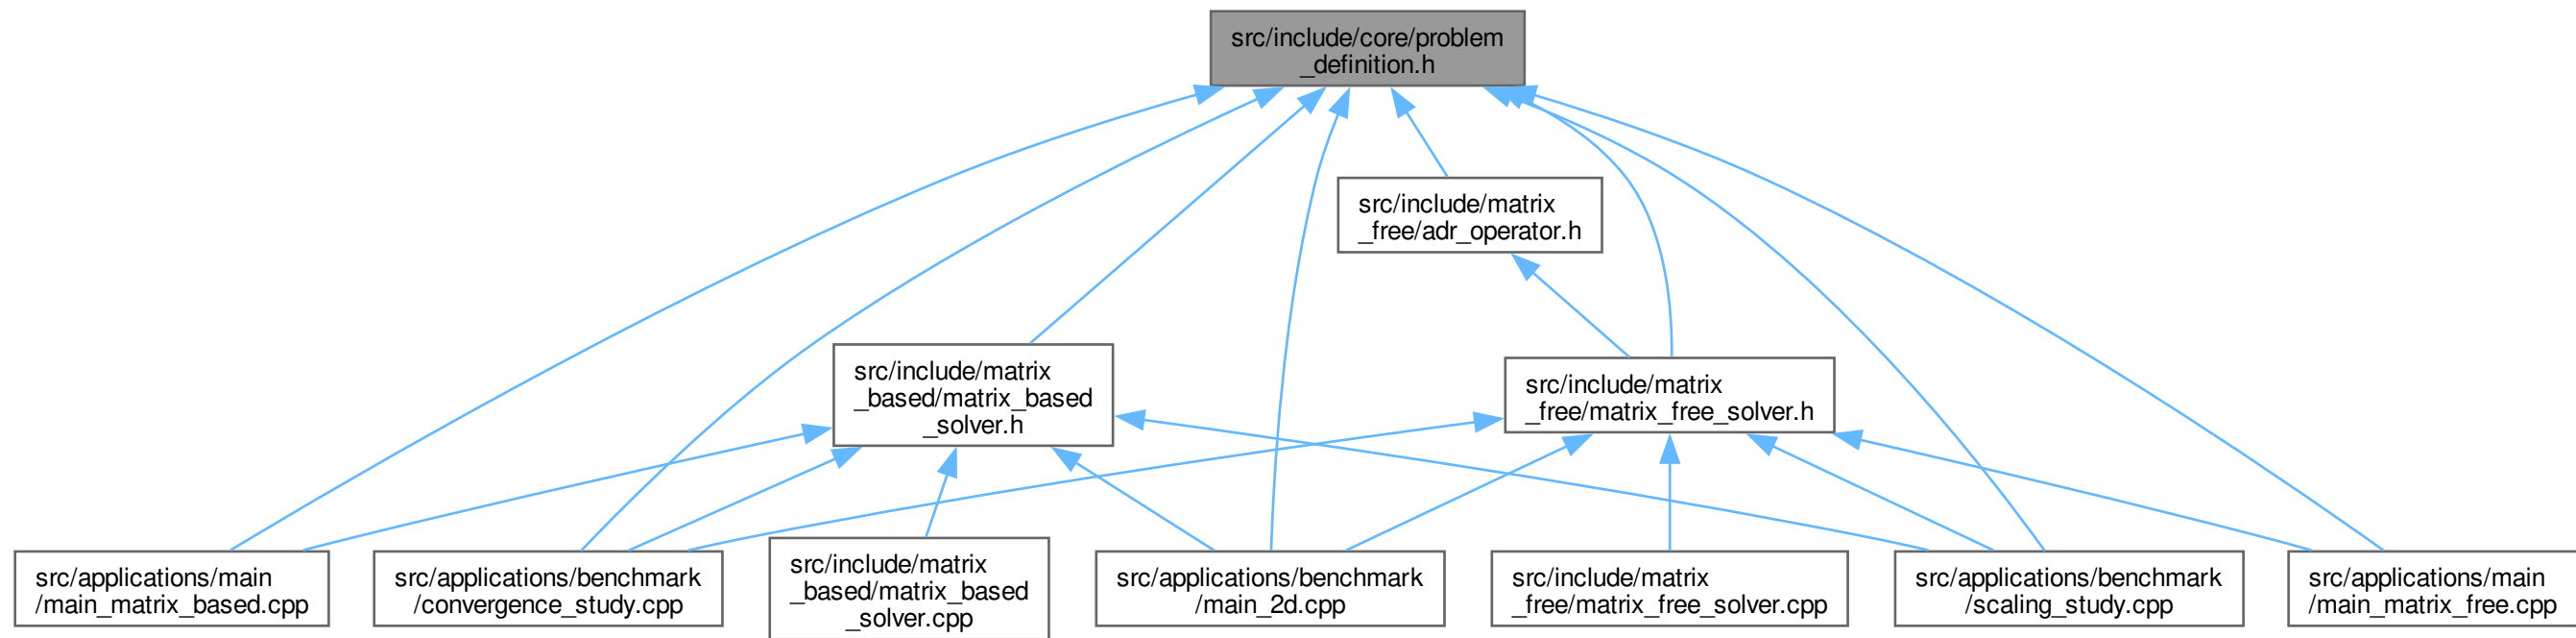 src/include/core/problem
_definition.h
src/include/matrix
_free/adr_operator.h
src/include/matrix
_based/matrix_based
_solver.h
src/include/matrix
_free/matrix_free_solver.h
src/applications/main
/main_matrix_based.cpp
src/applications/benchmark
/convergence_study.cpp
src/include/matrix
_based/matrix_based
_solver.cpp
src/applications/benchmark
/main_2d.cpp
src/include/matrix
_free/matrix_free_solver.cpp
src/applications/benchmark
/scaling_study.cpp
src/applications/main
/main_matrix_free.cpp